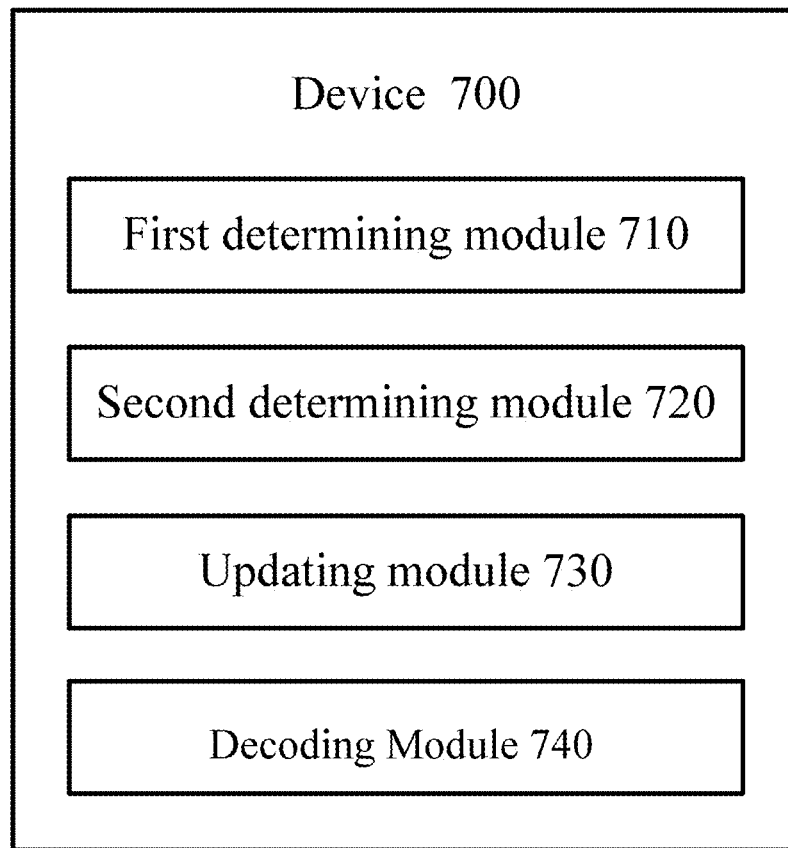 Device 700
First determining module 710
Second determining module 720
Updating module 730
Decoding Module 740